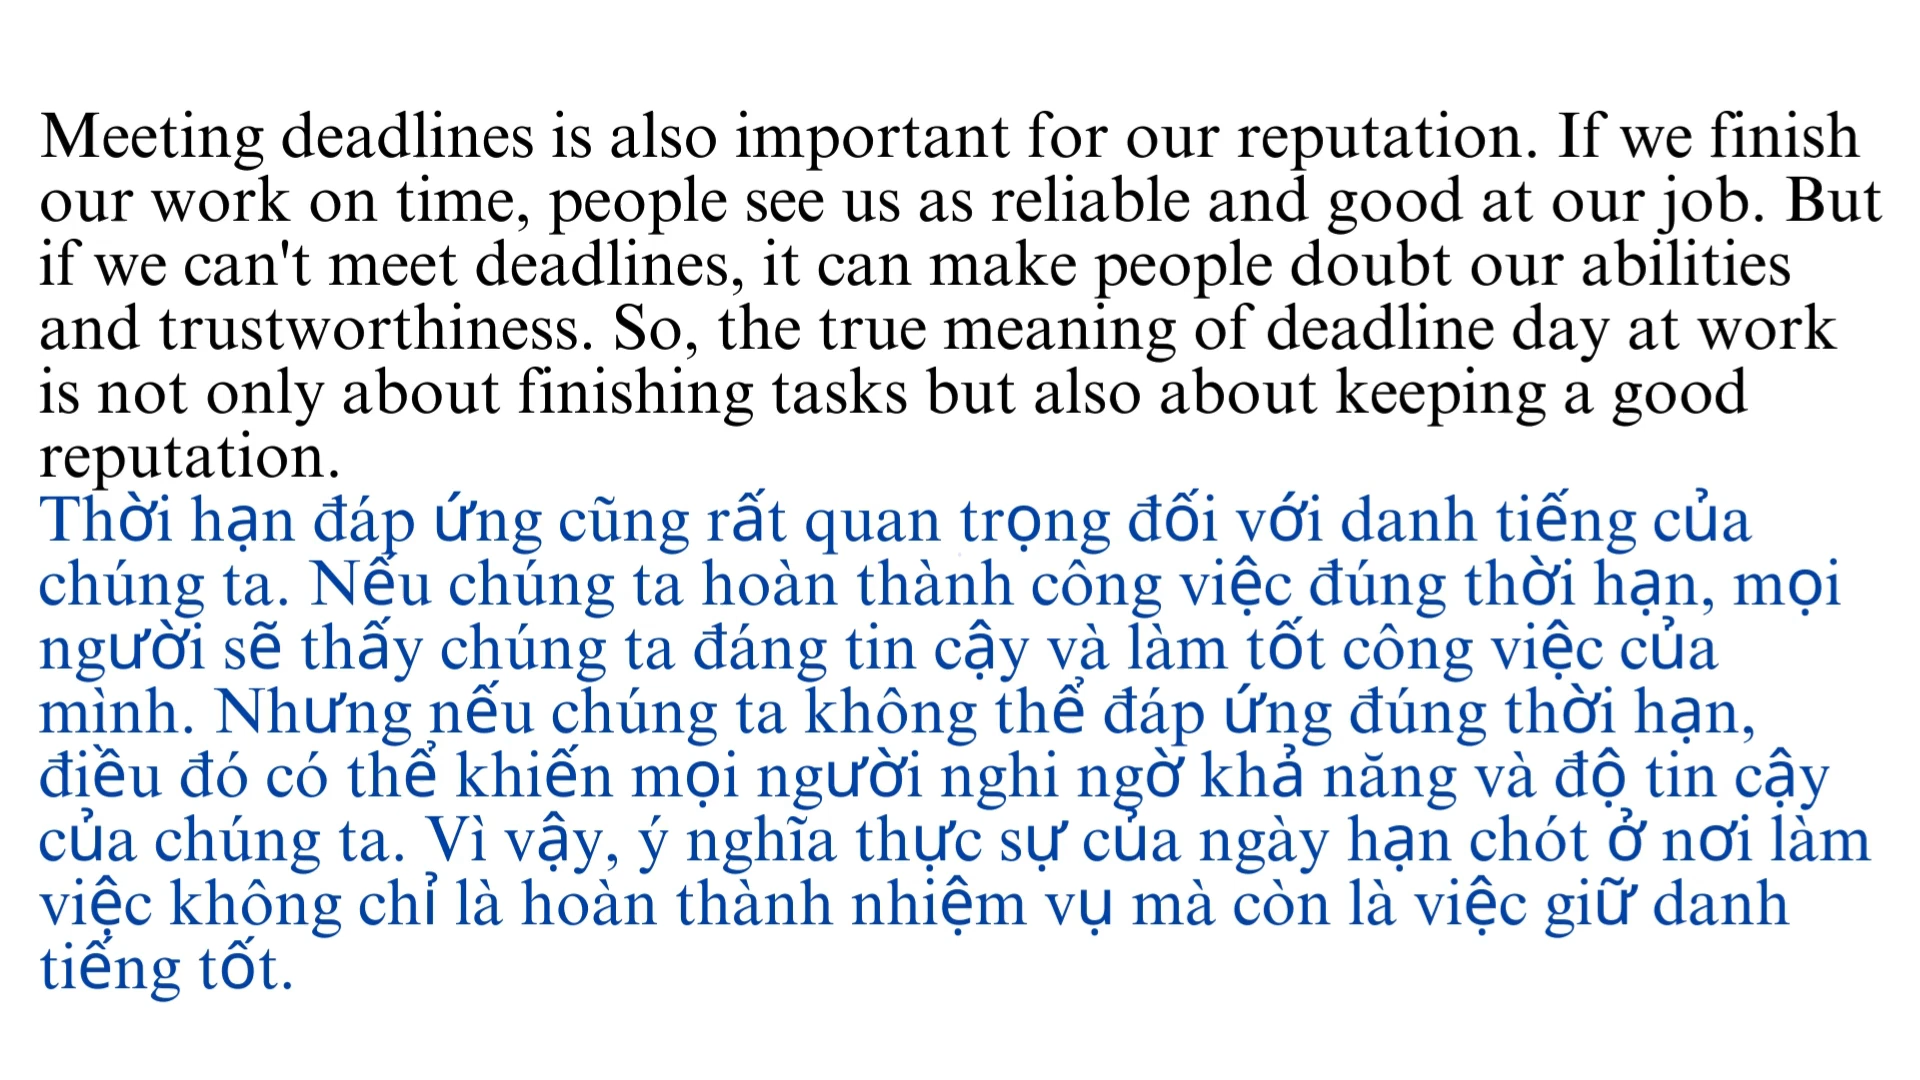 Meeting deadlines is also important for our reputation. If we finish
our work on time, people see us as reliable and good at our job. But
if we can't meet deadlines, it can make people doubt our abilities
and trustworthiness. So, the true meaning of deadline day at work
is not only about finishing tasks but also about keeping a good
reputation.
Thời hạn đáp ứng cũng rất quan trọng đối với danh tiếng của
chúng ta. Nếu chúng ta hoàn thành công việc đúng thời hạn, mọi
người sẽ thấy chúng ta đáng tin cậy và làm tốt công việc của
mình. Nhưng nếu chúng ta không thể đáp ứng đúng thời hạn,
điều đó có thể khiến mọi người nghi ngờ khả năng và độ tin cậy
của chúng ta. Vì vậy, ý nghĩa thực sự của ngày hạn chót ở nơi làm
việc không chỉ là hoàn thành nhiệm vụ mà còn là việc giữ danh
tiếng tốt.